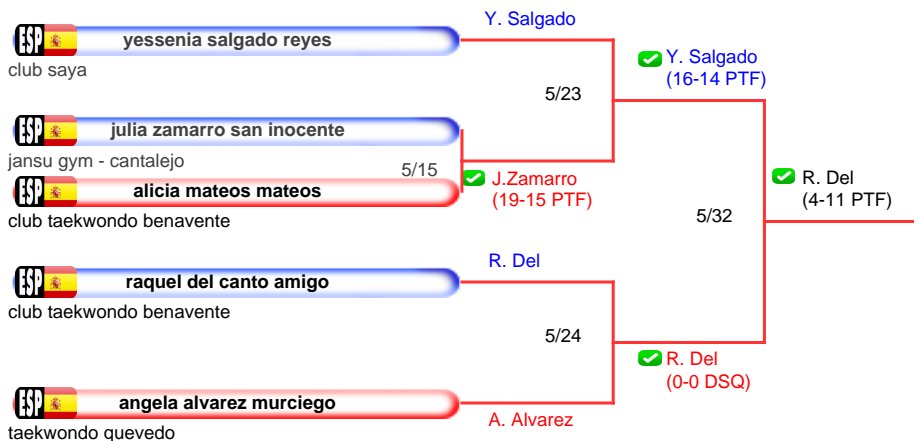 Y. Salgado
ESP yessenia salgado reyes
club saya
Y. Salgado
(16-14 PTF)
5/23
ESP julia zamarro san inocente
jansu gym - cantalejo
5/15
J.Zamarro
(19-15 PTF)
ESP alicia mateos mateos
club taekwondo benavente
R. Del
(4-11 PTF)
5/32
R. Del
ESP raquel del canto amigo
club taekwondo benavente
5/24
R. Del
(0-0 DSQ)
ESP angela alvarez murciego
A. Alvarez
taekwondo quevedo